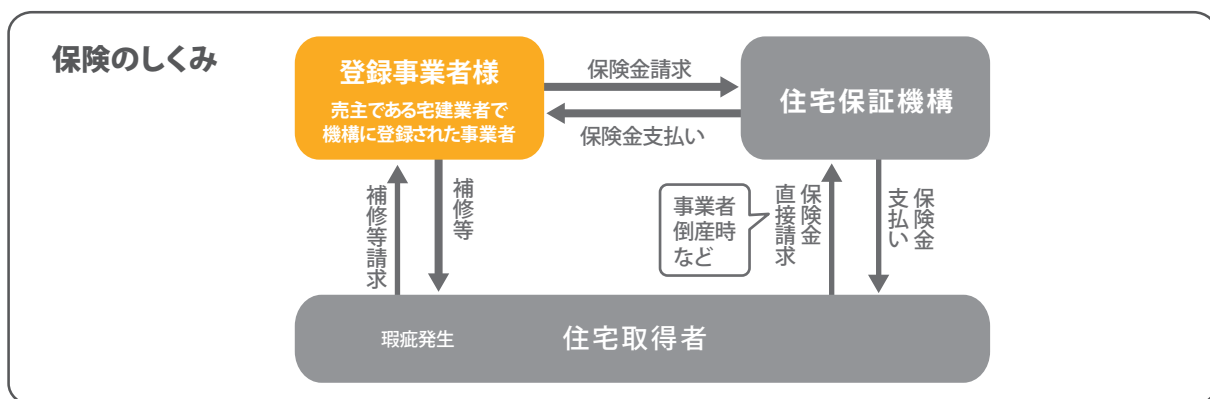 保険のしくみ
登録事業者様
売主である宅建業者で
機構に登録された事業者
保険金請求
保険金支払い
住宅保証機構
補修等請求
補修等
事業者
倒産時
など
保険金
直接請求
保険金
支払い
瑕疵発生
住宅取得者